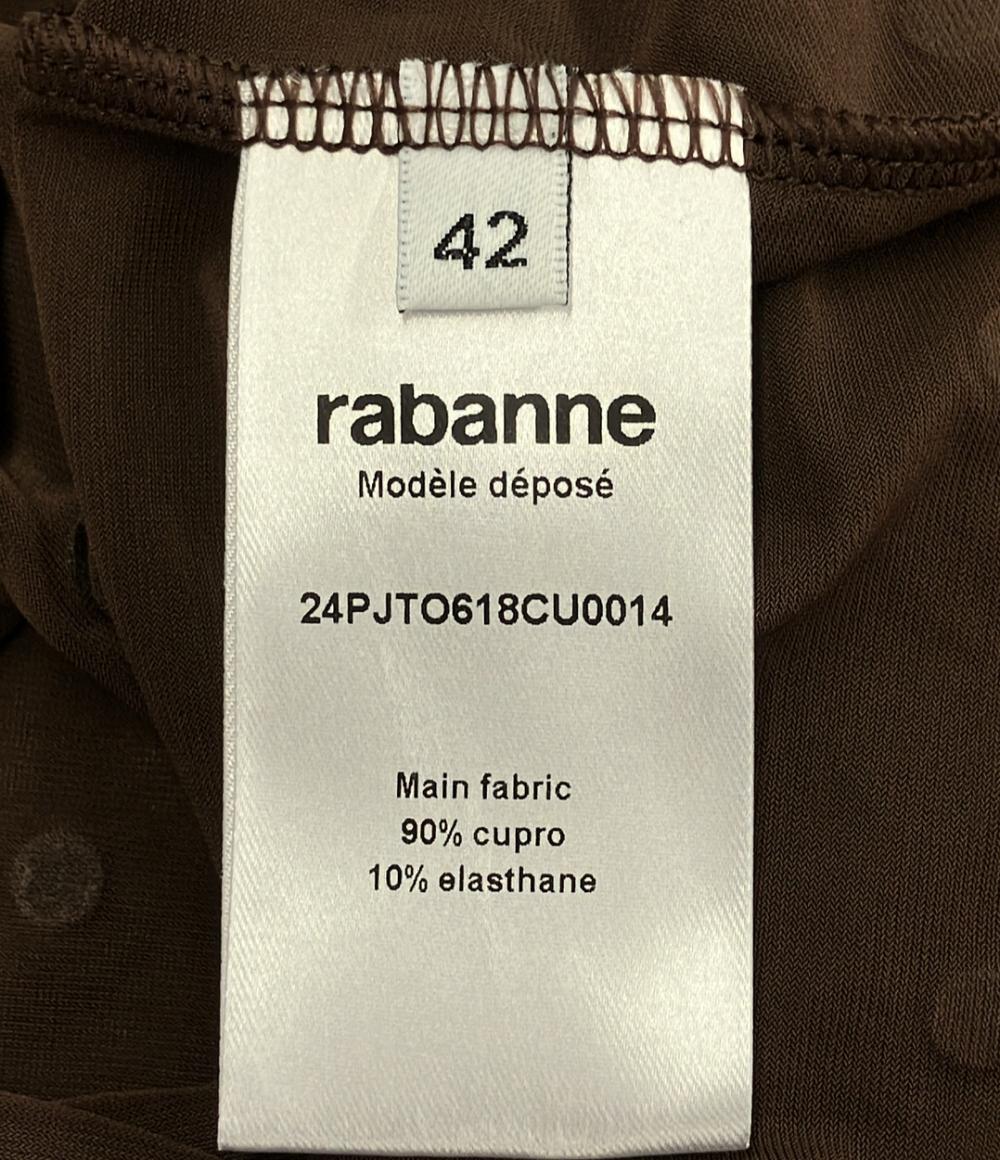 42
rabanne
Modèle déposé
24PJTO618CU0014
Main fabric
90% cupro
10% elasthane